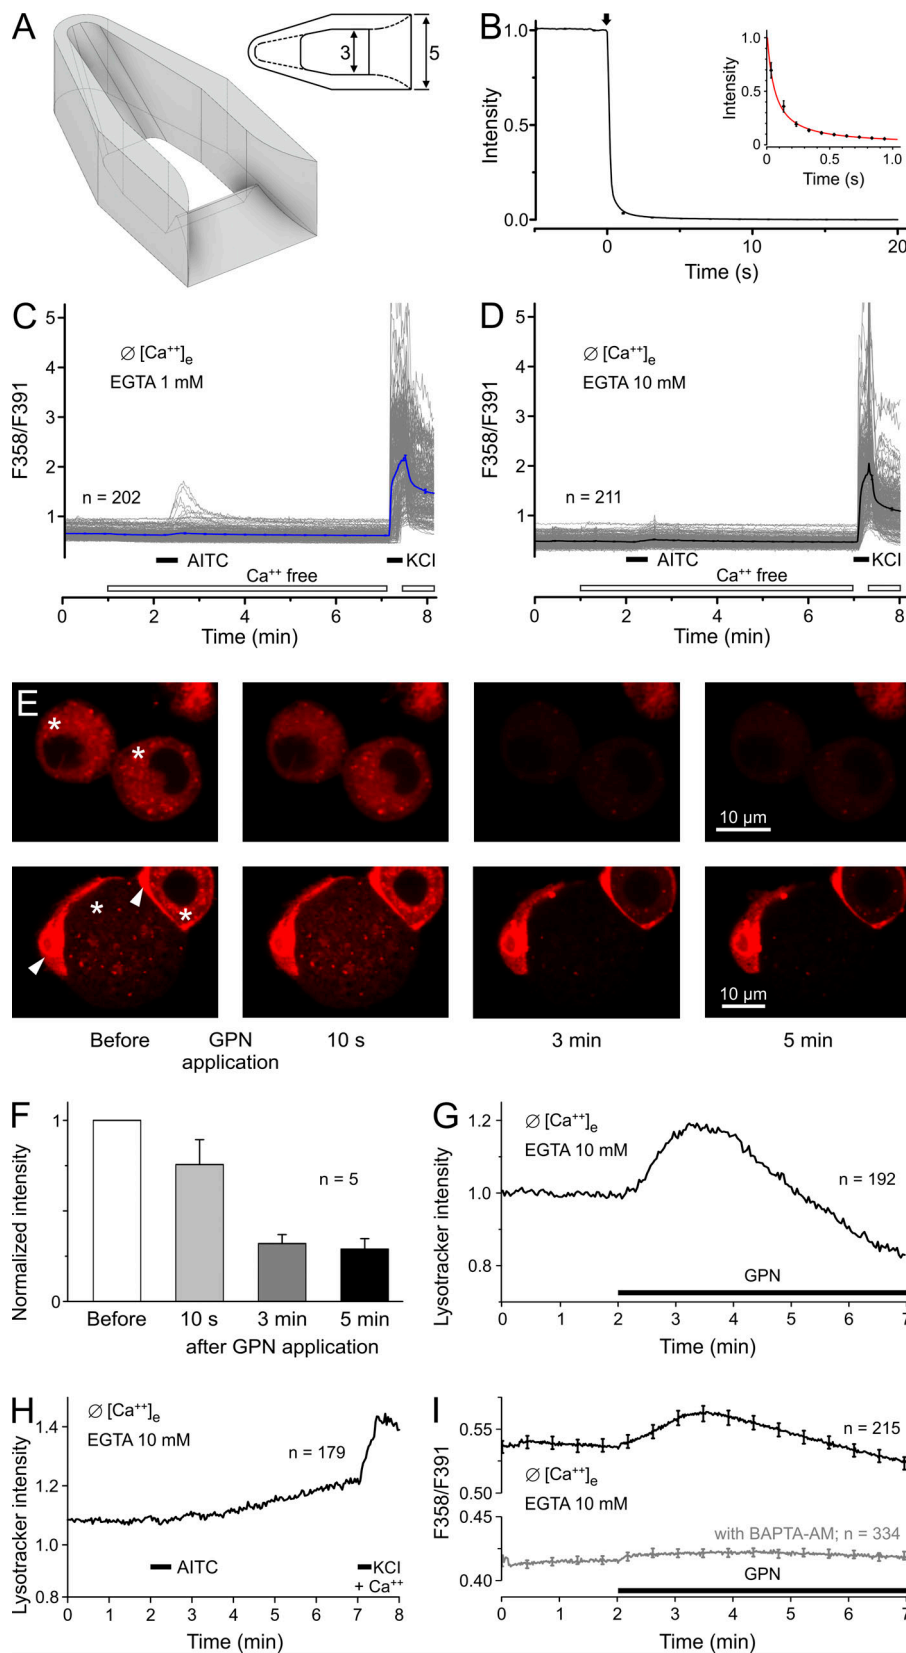 A
3
5
B
1.0
0.5
0.0
Intensity
0
10
20
Time (s)
1.0
0.5
0
Intensity
0
0.5
1.0
Time (s)
C
5
4
3
2
1
F358/F391
∅ [Ca⁺⁺]ₑ
EGTA 1 mM
n = 202
AITC
KCl
Ca⁺⁺ free
0 2 4 6 8
Time (min)
D
5
4
3
2
1
F358/F391
∅ [Ca⁺⁺]ₑ
EGTA 10 mM
n = 211
AITC
KCl
Ca⁺⁺ free
0 2 4 6 8
Time (min)
E
*
*
10 µm
*
*
10 µm
Before
GPN
application
10 s
3 min
5 min
F
1
0
Normalized intensity
n = 5
Before 10 s 3 min 5 min
after GPN application
G
1.2
1.0
0.8
Lysotracker intensity
∅ [Ca⁺⁺]ₑ
EGTA 10 mM
n = 192
GPN
0 1 2 3 4 5 6 7
Time (min)
H
1.4
1.2
1.0
0.8
Lysotracker intensity
∅ [Ca⁺⁺]ₑ
EGTA 10 mM
n = 179
AITC
KCl
+ Ca⁺⁺
0 1 2 3 4 5 6 7 8
Time (min)
I
0.55
0.50
0.45
0.40
F358/F391
n = 215
∅ [Ca⁺⁺]ₑ
EGTA 10 mM
with BAPTA-AM; n = 334
GPN
0 1 2 3 4 5 6 7
Time (min)